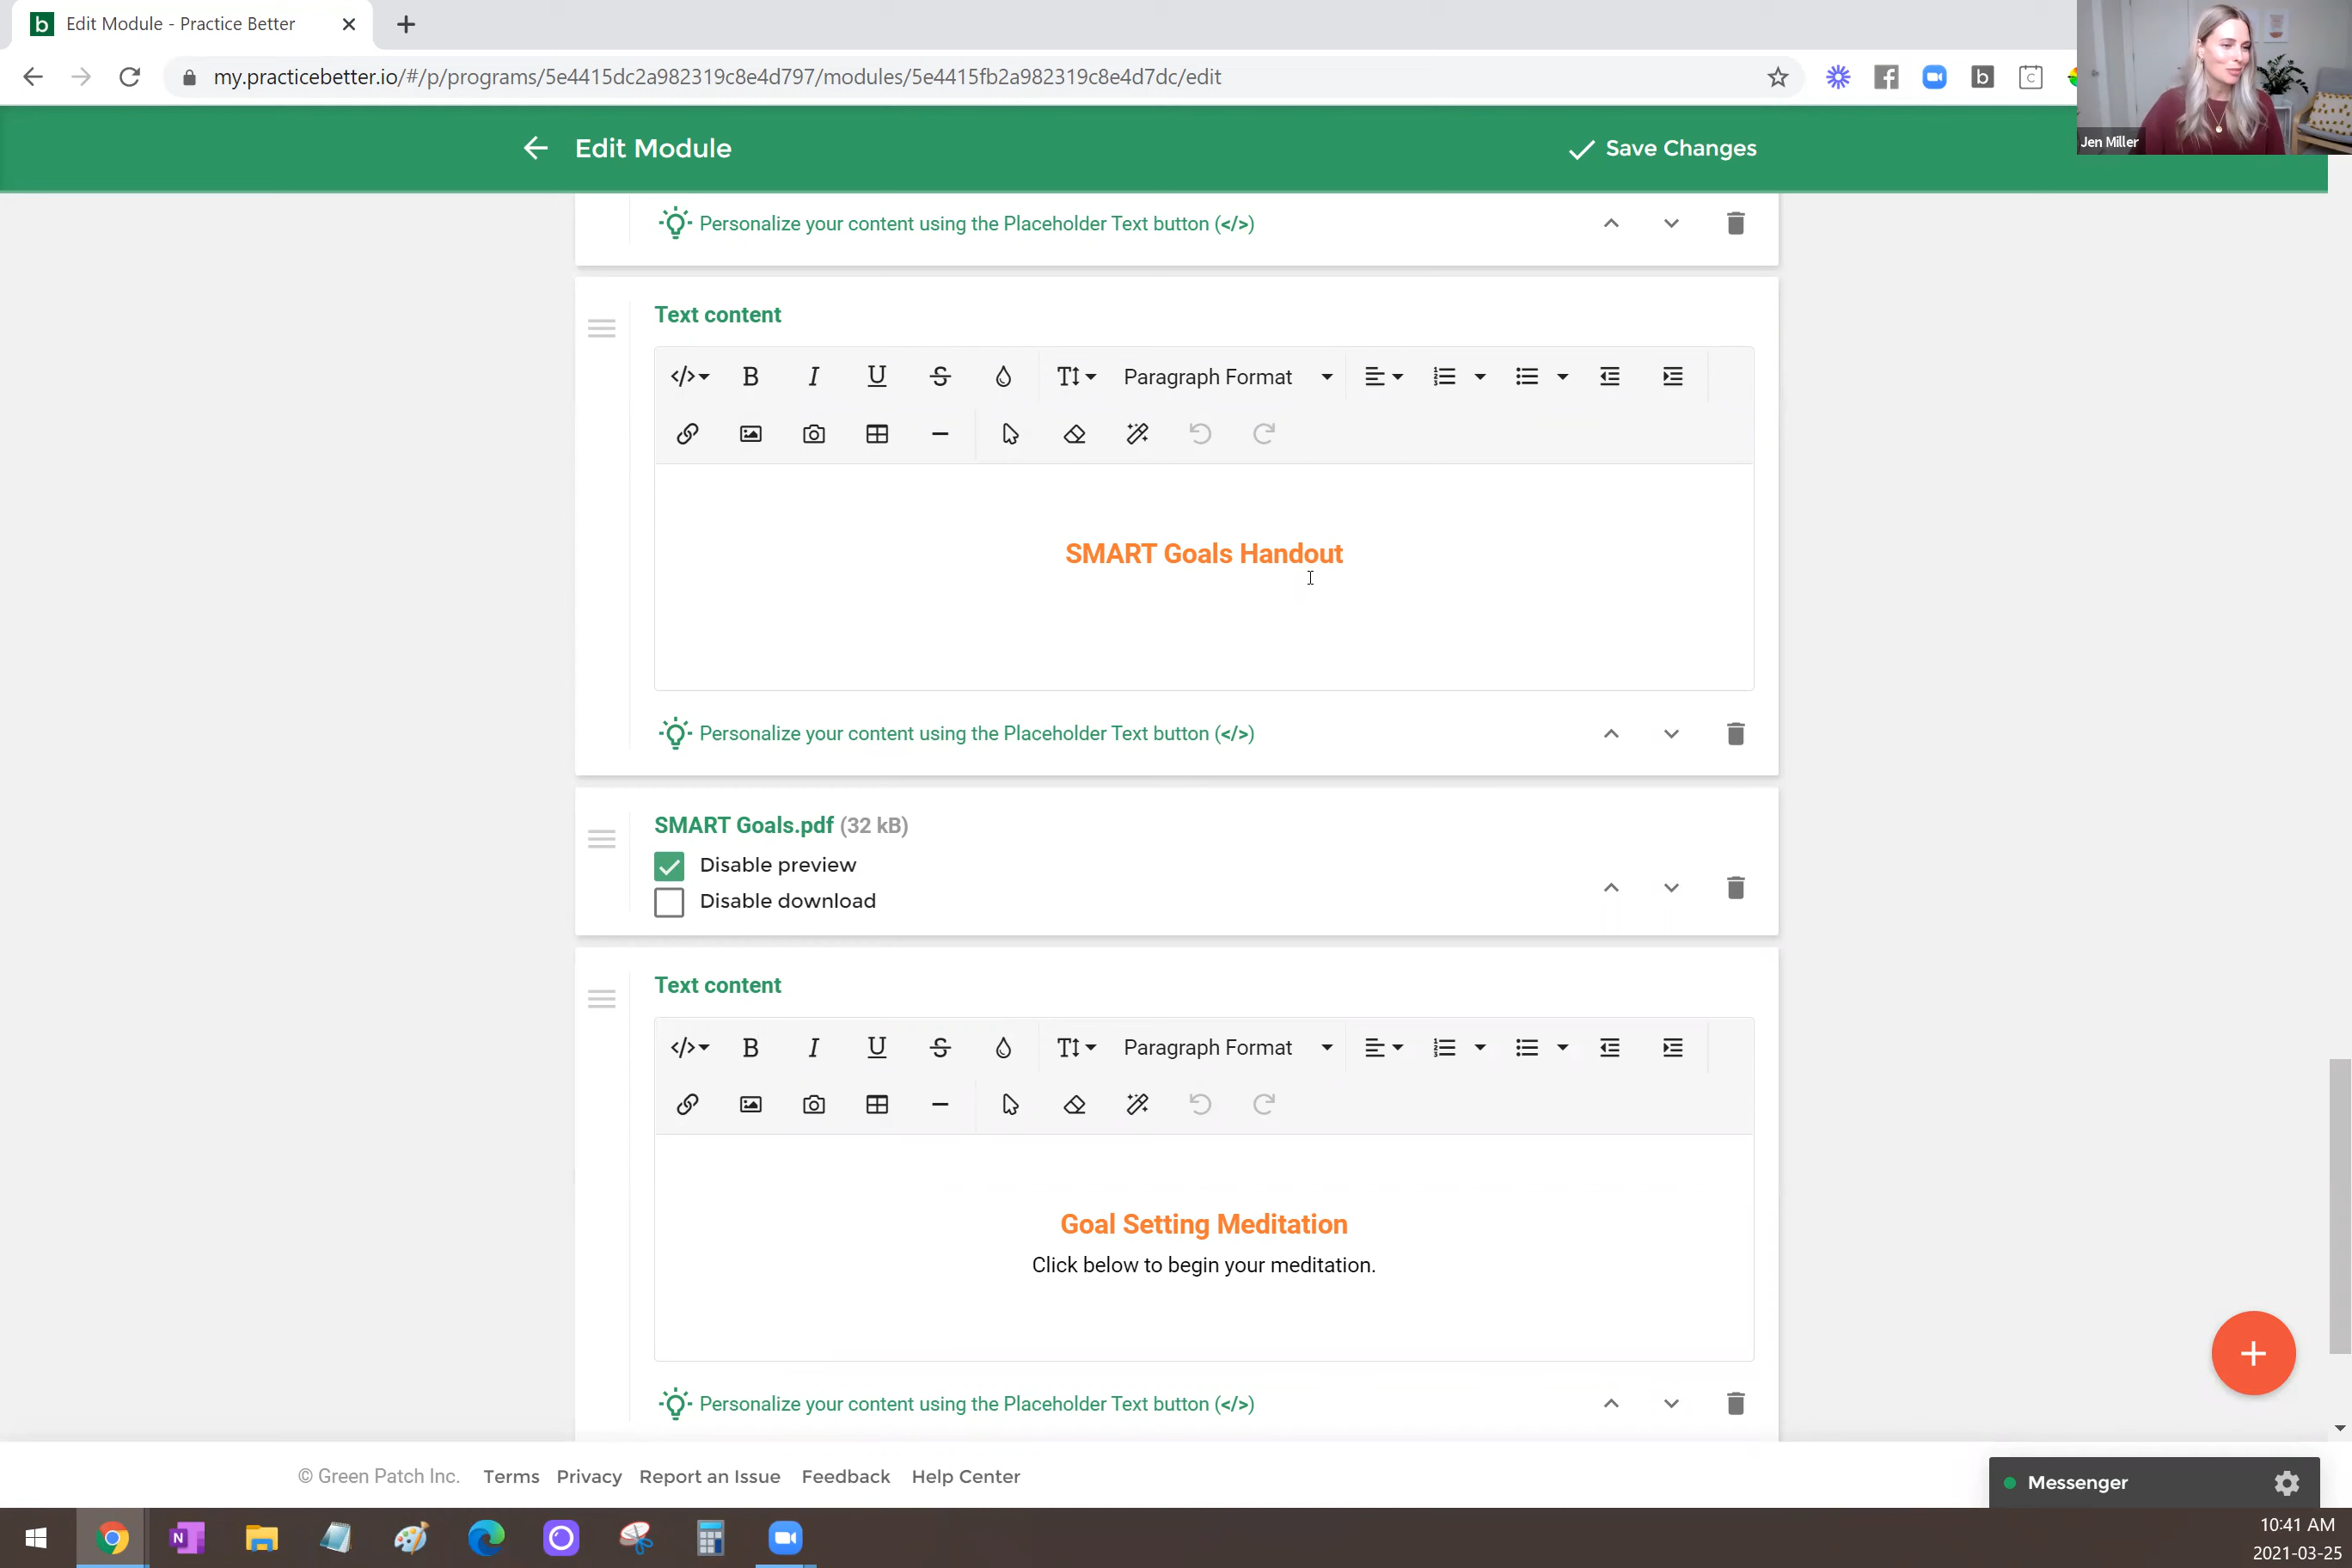 Edit Module - Practice Better
my.practicebetter.io/#/p/programs/5e4415dc2a982319c8e4d797/modules/5e4415fb2a982319c8e4d7dc/edit
Jen Miller
Edit Module
Save Changes
Personalize your content using the Placeholder Text button (</>)
Text content
Paragraph Format
SMART Goals Handout
Personalize your content using the Placeholder Text button (</>)
SMART Goals.pdf (32 kB)
Disable preview
Disable download
Text content
Paragraph Format
Goal Setting Meditation
Click below to begin your meditation.
Personalize your content using the Placeholder Text button (</>)
© Green Patch Inc. Terms Privacy Report an Issue Feedback Help Center
Messenger
10:41 AM
2021-03-25